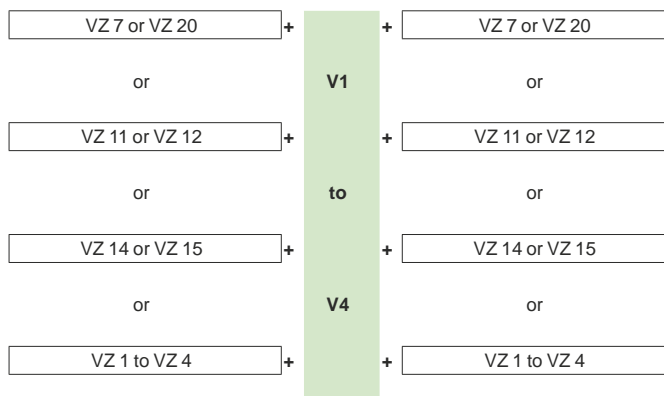 VZ 7 or VZ 20 + + VZ 7 or VZ 20
or V1 or
VZ 11 or VZ 12 + + VZ 11 or VZ 12
or to or
VZ 14 or VZ 15 + + VZ 14 or VZ 15
or V4 or
VZ 1 to VZ 4 + + VZ 1 to VZ 4